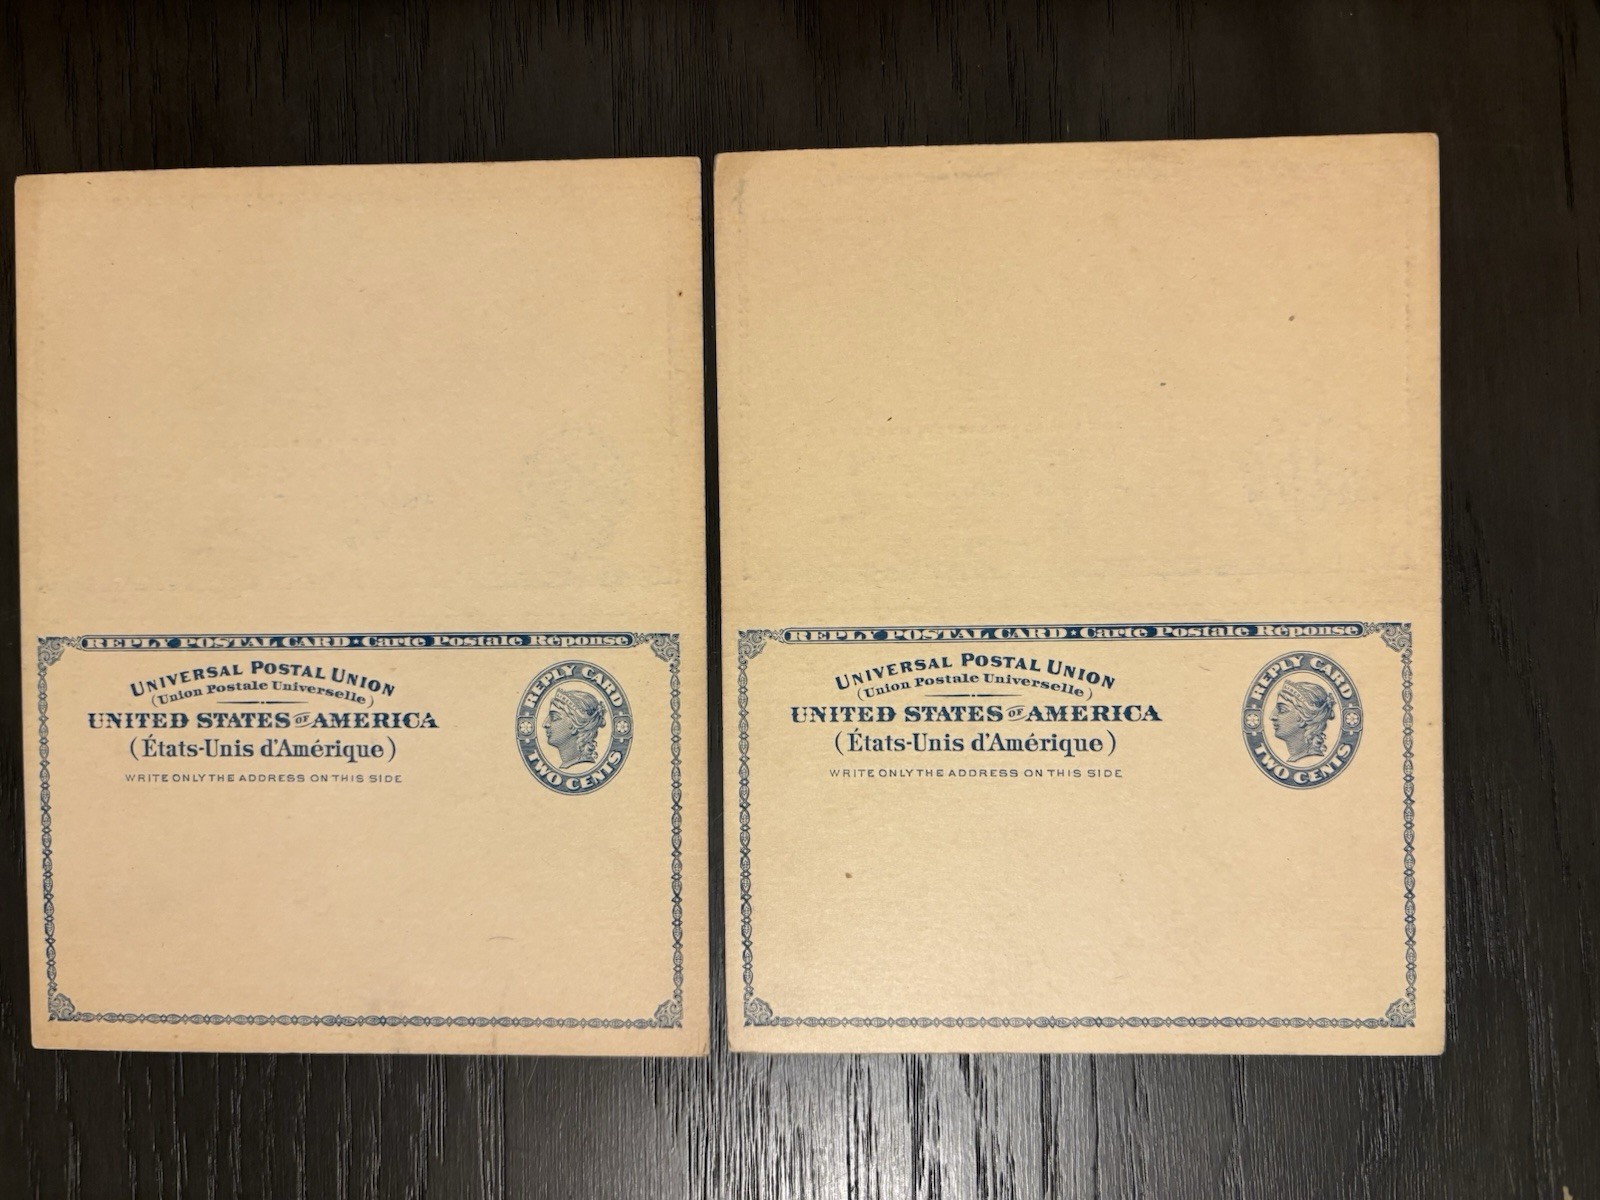 REPLY POSTAL CARD ★ Carte Postale Réponse
UNIVERSAL POSTAL UNION
(Union Postale Universelle)
UNITED STATES OF AMERICA
(États-Unis d'Amérique)
WRITE ONLY THE ADDRESS ON THIS SIDE
REPLY CARD
TWO CENTS
REPLY POSTAL CARD ★ Carte Postale Réponse
UNIVERSAL POSTAL UNION
(Union Postale Universelle)
UNITED STATES OF AMERICA
(États-Unis d'Amérique)
WRITE ONLY THE ADDRESS ON THIS SIDE
REPLY CARD
TWO CENTS